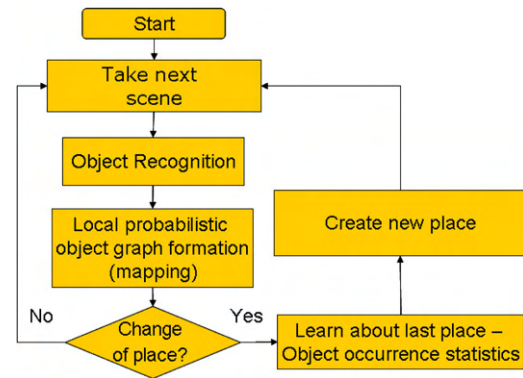 Start
Take next
scene
Object Recognition
Local probabilistic
object graph formation
(mapping)
Change
of place?
No
Yes
Learn about last place –
Object occurrence statistics
Create new place